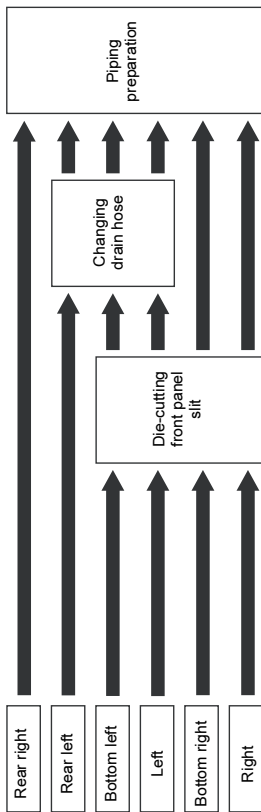 Rear right
Rear left
Bottom left
Left
Bottom right
Right
Die-cutting
front panel
slit
Changing
drain hose
Piping
preparation